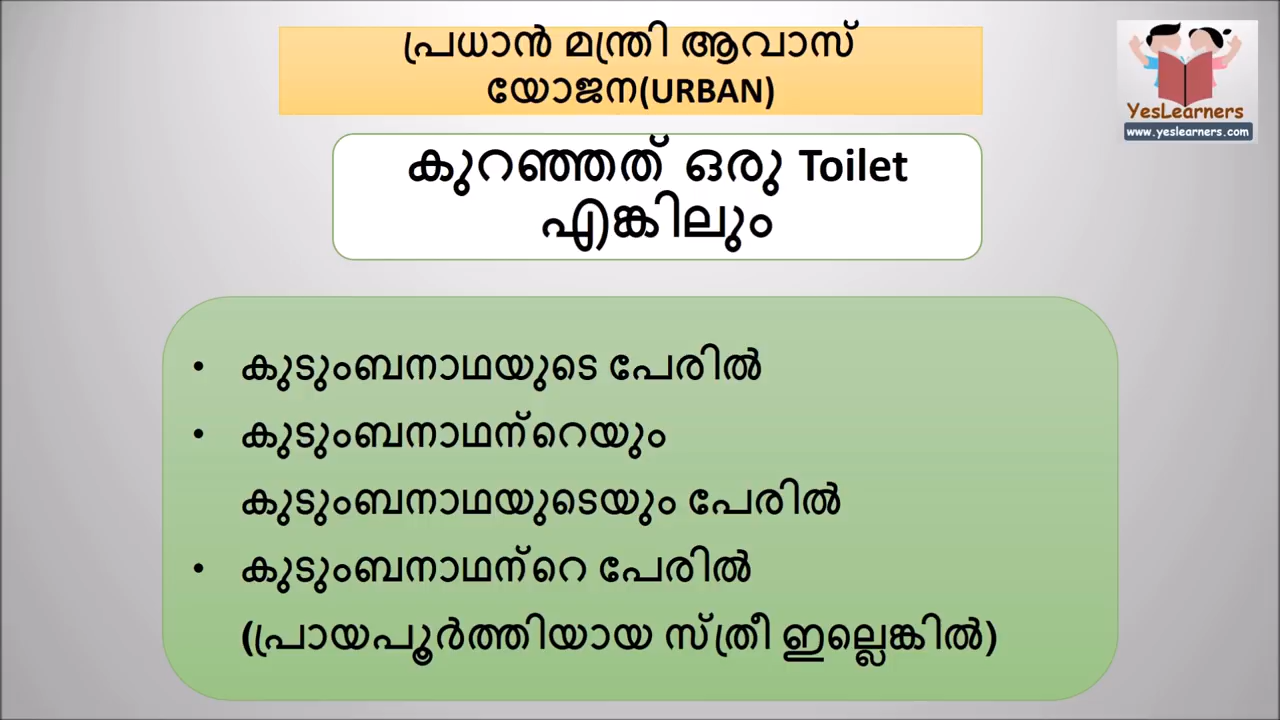 പ്രധാൻ മന്ത്രി ആവാസ്
യോജന(URBAN)
YesLearners
www.yeslearners.com
കുറഞ്ഞത് ഒരു Toilet
എങ്കിലും
• കുടുംബനാഥയുടെ പേരിൽ
• കുടുംബനാഥന്റെയും
കുടുംബനാഥയുടെയും പേരിൽ
• കുടുംബനാഥന്റെ പേരിൽ
(പ്രായപൂർത്തിയായ സ്ത്രീ ഇല്ലെങ്കിൽ)